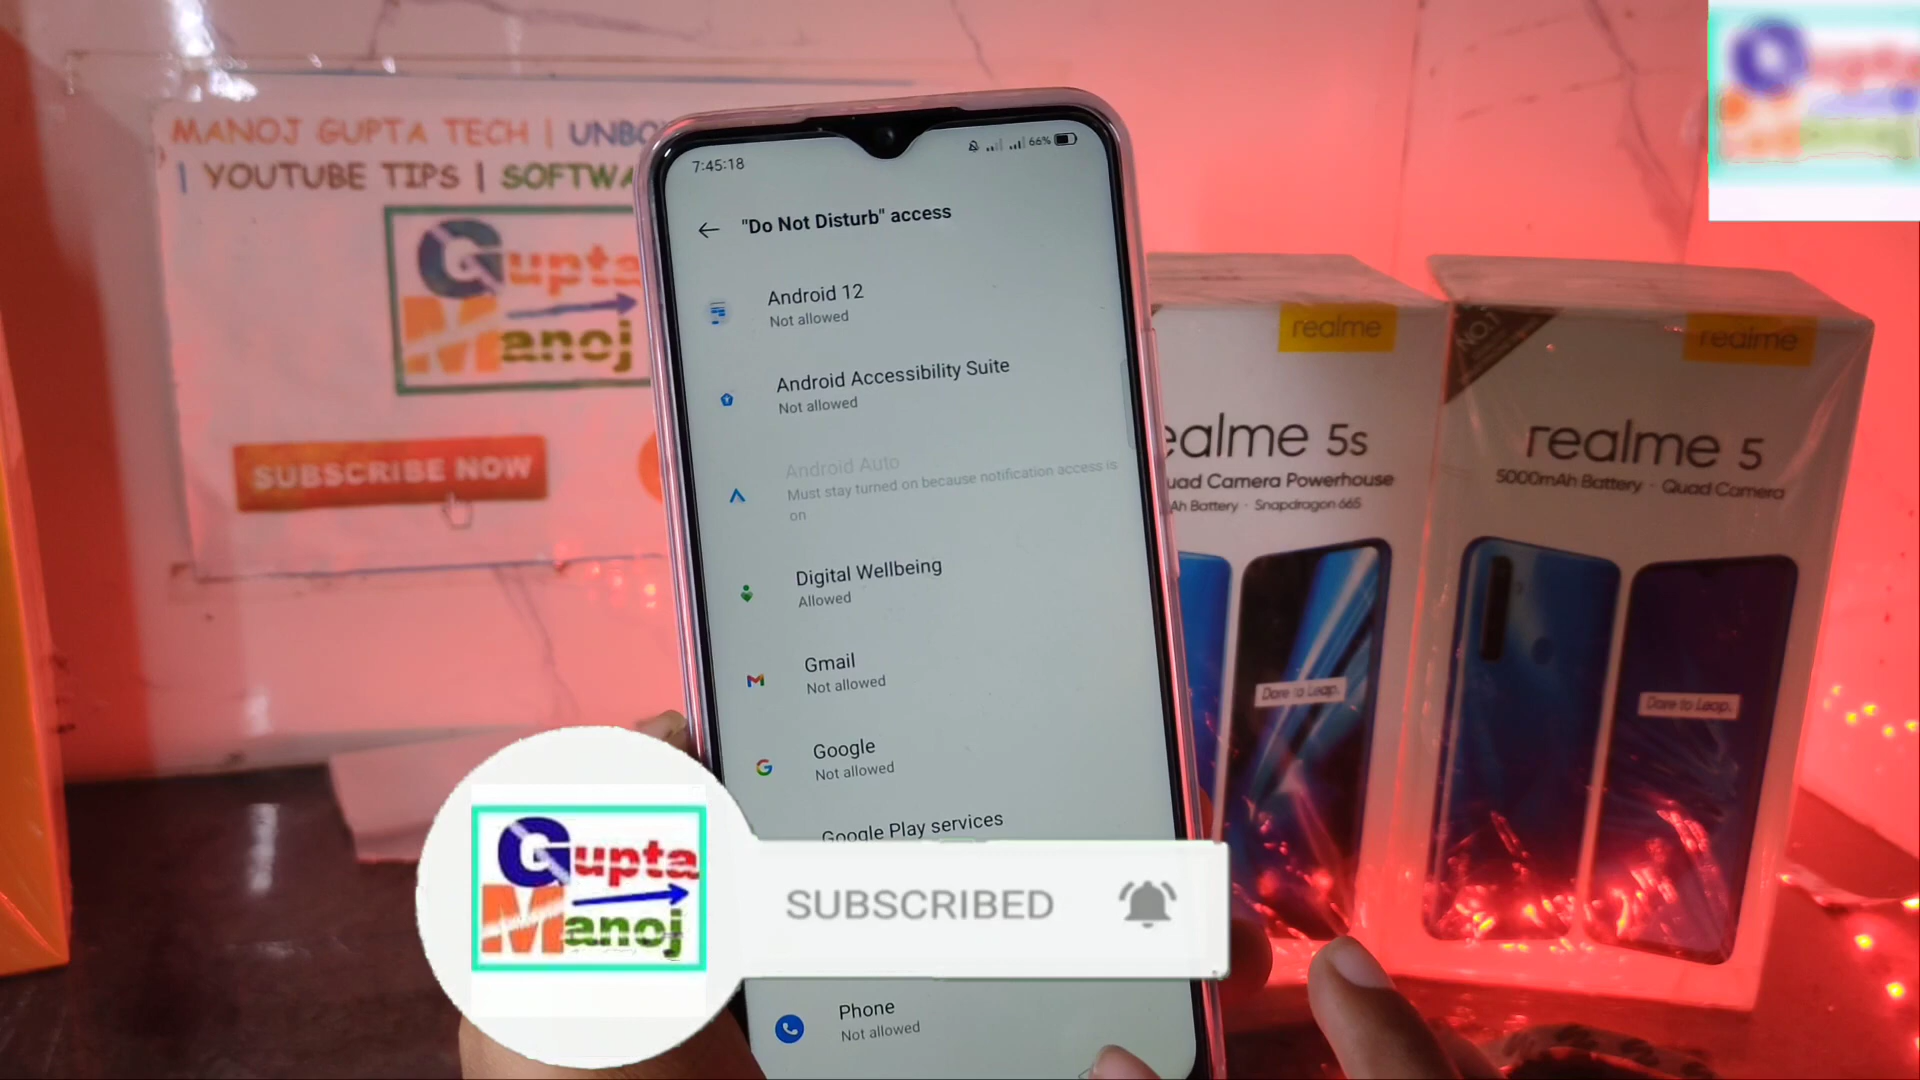 MANOJ GUPTA TECH |
| YOUTUBE TIPS |
Gupta
Manoj
SUBSCRIBE NOW
7:45:18
66%
"Do Not Disturb" access
Android 12
Not allowed
Android Accessibility Suite
Not allowed
Android Auto
Must stay turned on because notification access is
on
Digital Wellbeing
Allowed
Gmail
Not allowed
Google
Not allowed
Google Play services
Phone
Not allowed
realme
ealme 5s
uad Camera Powerhouse
Ah Battery · Snapdragon 665
Dare to Leap.
NO.1
realme
realme 5
5000mAh Battery · Quad Camera
Dare to Leap.
Gupta
Manoj
SUBSCRIBED